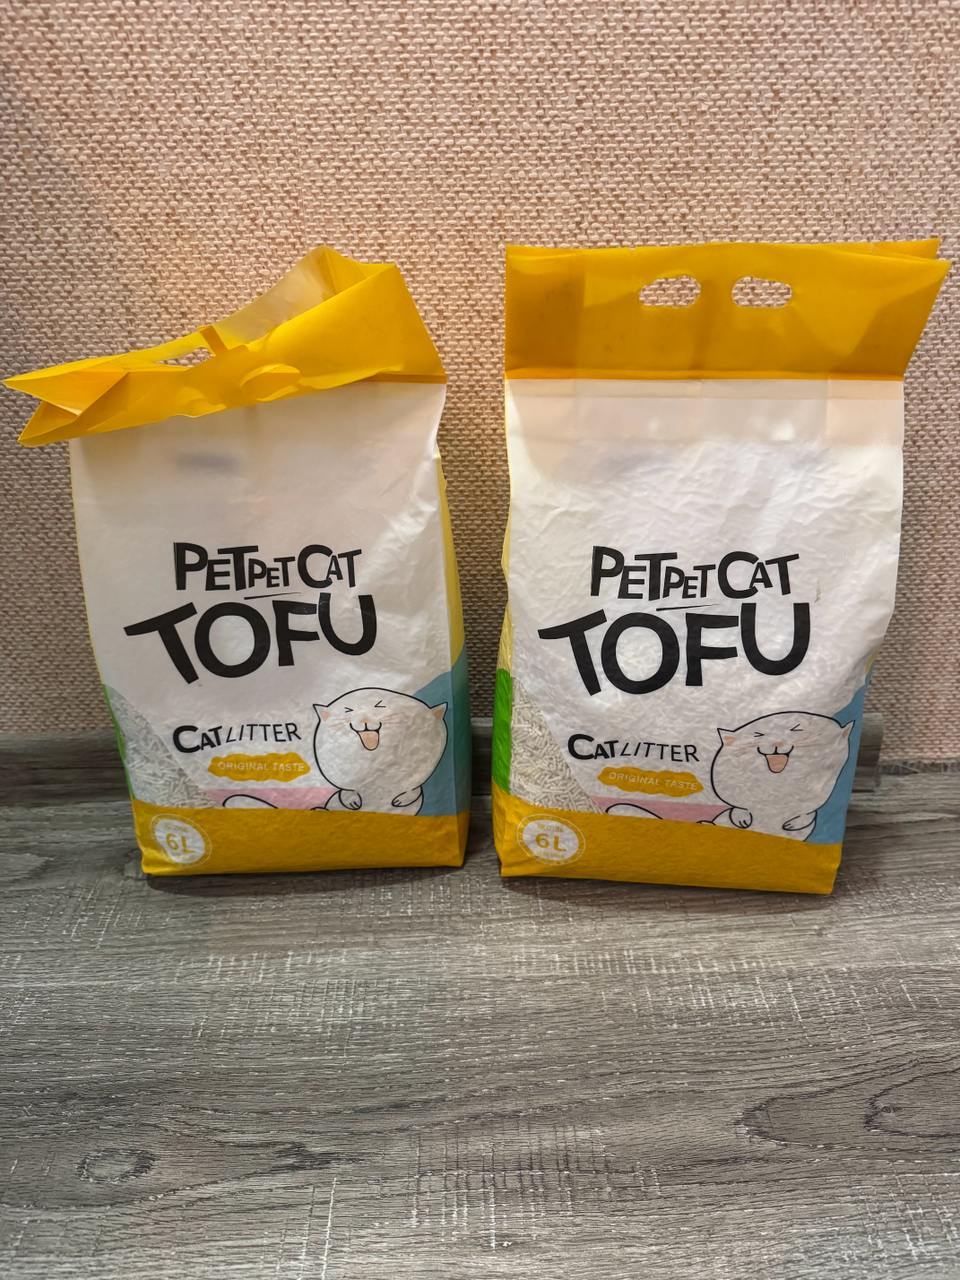 PETPETCAT
TOFU
CATLITTER
ORIGINAL TASTE
6L
PETPETCAT
TOFU
CATLITTER
ORIGINAL TASTE
6L